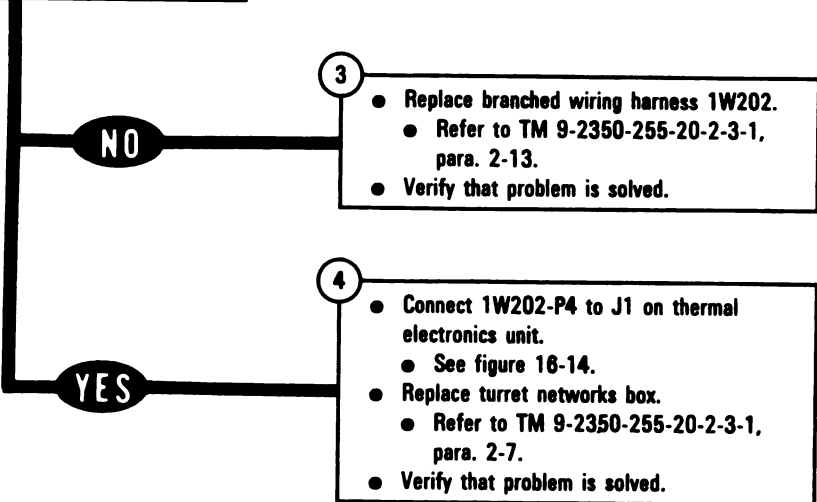 3
● Replace branched wiring harness 1W202.
● Refer to TM 9-2350-255-20-2-3-1,
para. 2-13.
● Verify that problem is solved.
NO
4
● Connect 1W202-P4 to J1 on thermal
electronics unit.
● See figure 16-14.
● Replace turret networks box.
● Refer to TM 9-2350-255-20-2-3-1,
para. 2-7.
● Verify that problem is solved.
YES